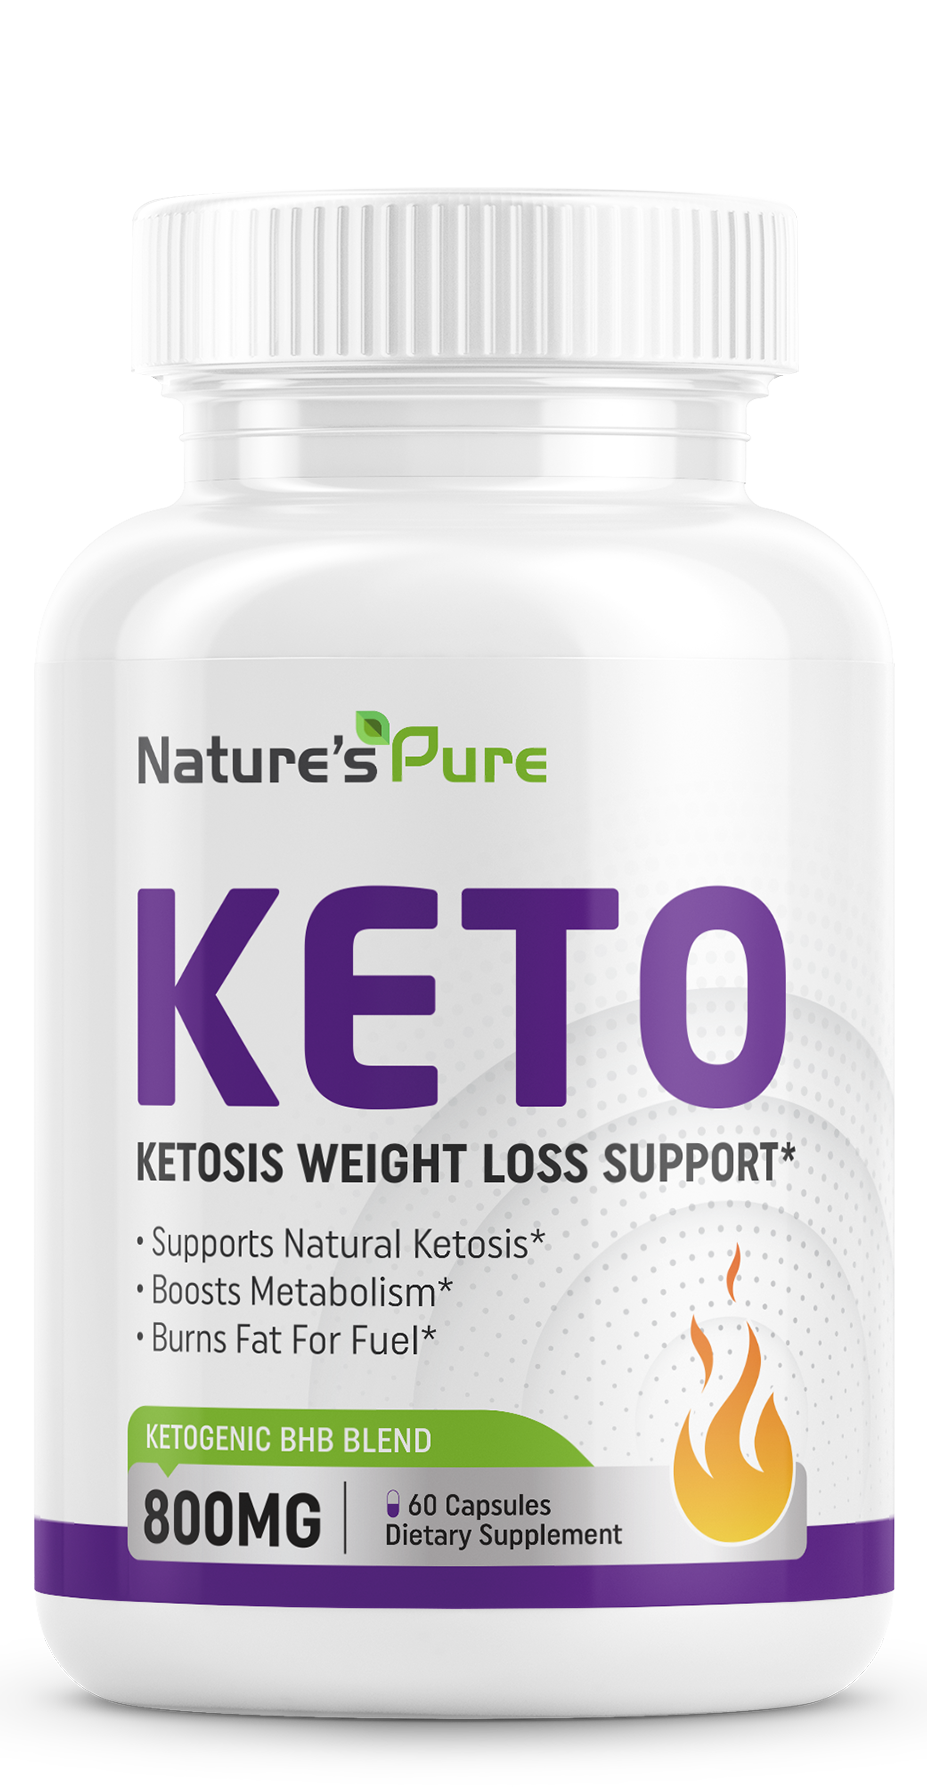 Nature's Pure
KETO
KETOSIS WEIGHT LOSS SUPPORT*
• Supports Natural Ketosis*
• Boosts Metabolism*
• Burns Fat For Fuel*
KETOGENIC BHB BLEND
800MG
60 Capsules
Dietary Supplement